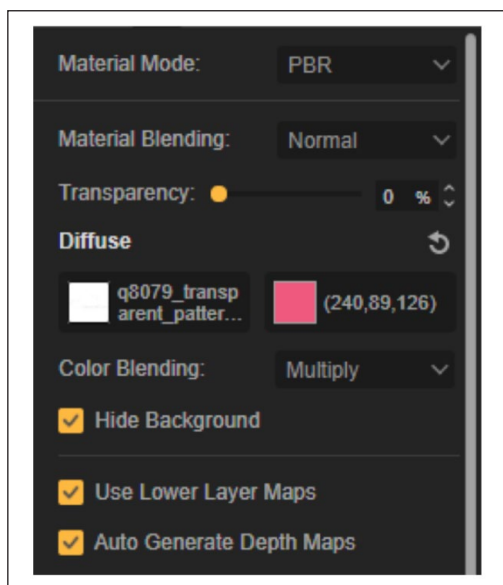 Material Mode: PBR
Material Blending: Normal
Transparency: 0 %
Diffuse
q8079_transp
arent_patter... (240,89,126)
Color Blending: Multiply
Hide Background
Use Lower Layer Maps
Auto Generate Depth Maps